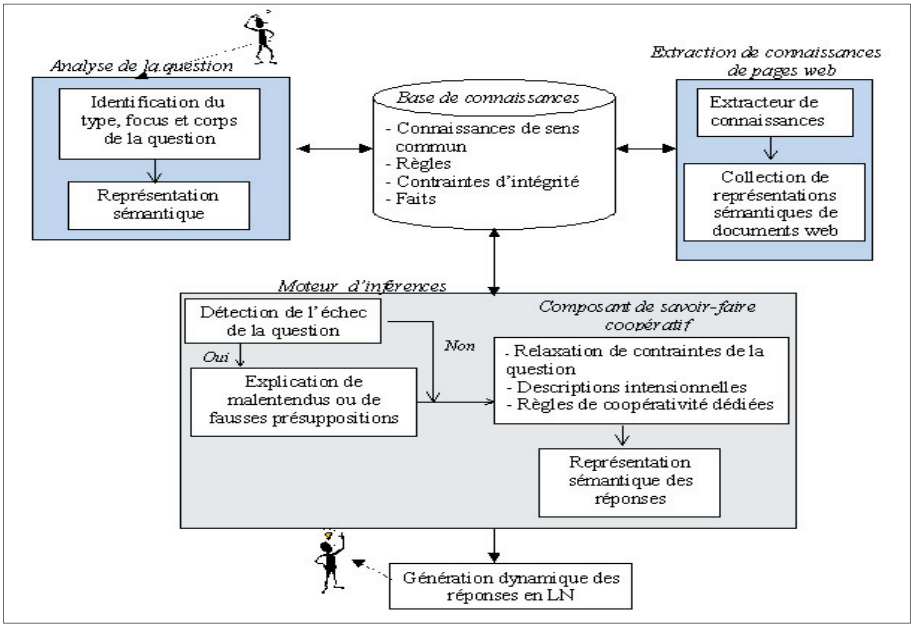 Analyse de la question
Identification du
type, focus et corps
de la question
Représentation
sémantique
Base de connaissances
- Connaissances de sens
commun
- Règles
- Contraintes d'intégrité
- Faits
Extraction de connaissances
de pages web
Extracteur de
connaissances
Collection de
représentations
sémantiques de
documents web
Moteur d'inférences
Détection de l'échec
de la question
Oui
Non
Explication de
malentendus ou de
fausses présuppositions
Composant de savoir-faire
coopératif
- Relaxation de contraintes de la
question
- Descriptions intensionnelles
- Règles de coopérativité dédiées
Représentation
sémantique des
réponses
Génération dynamique des
réponses en LN